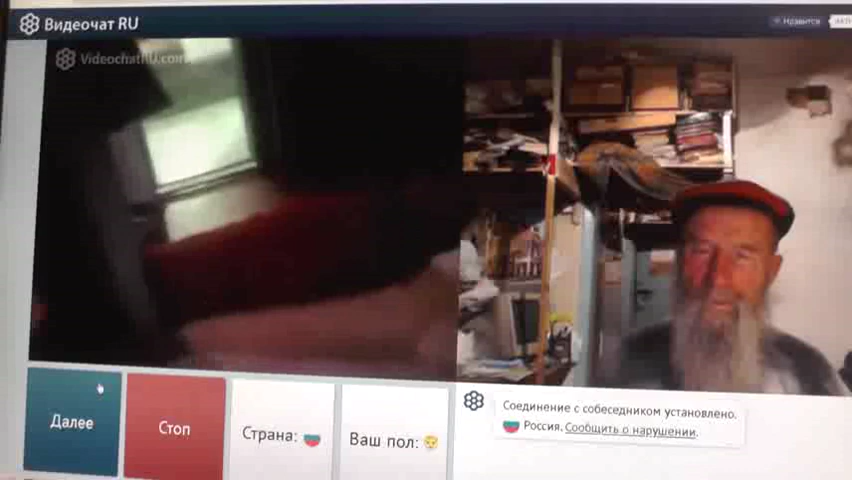 Видеочат RU
Нравится
VideochatRU.com
Далее
Стоп
Страна:
Ваш пол:
Соединение с собеседником установлено.
Россия. Сообщить о нарушении.